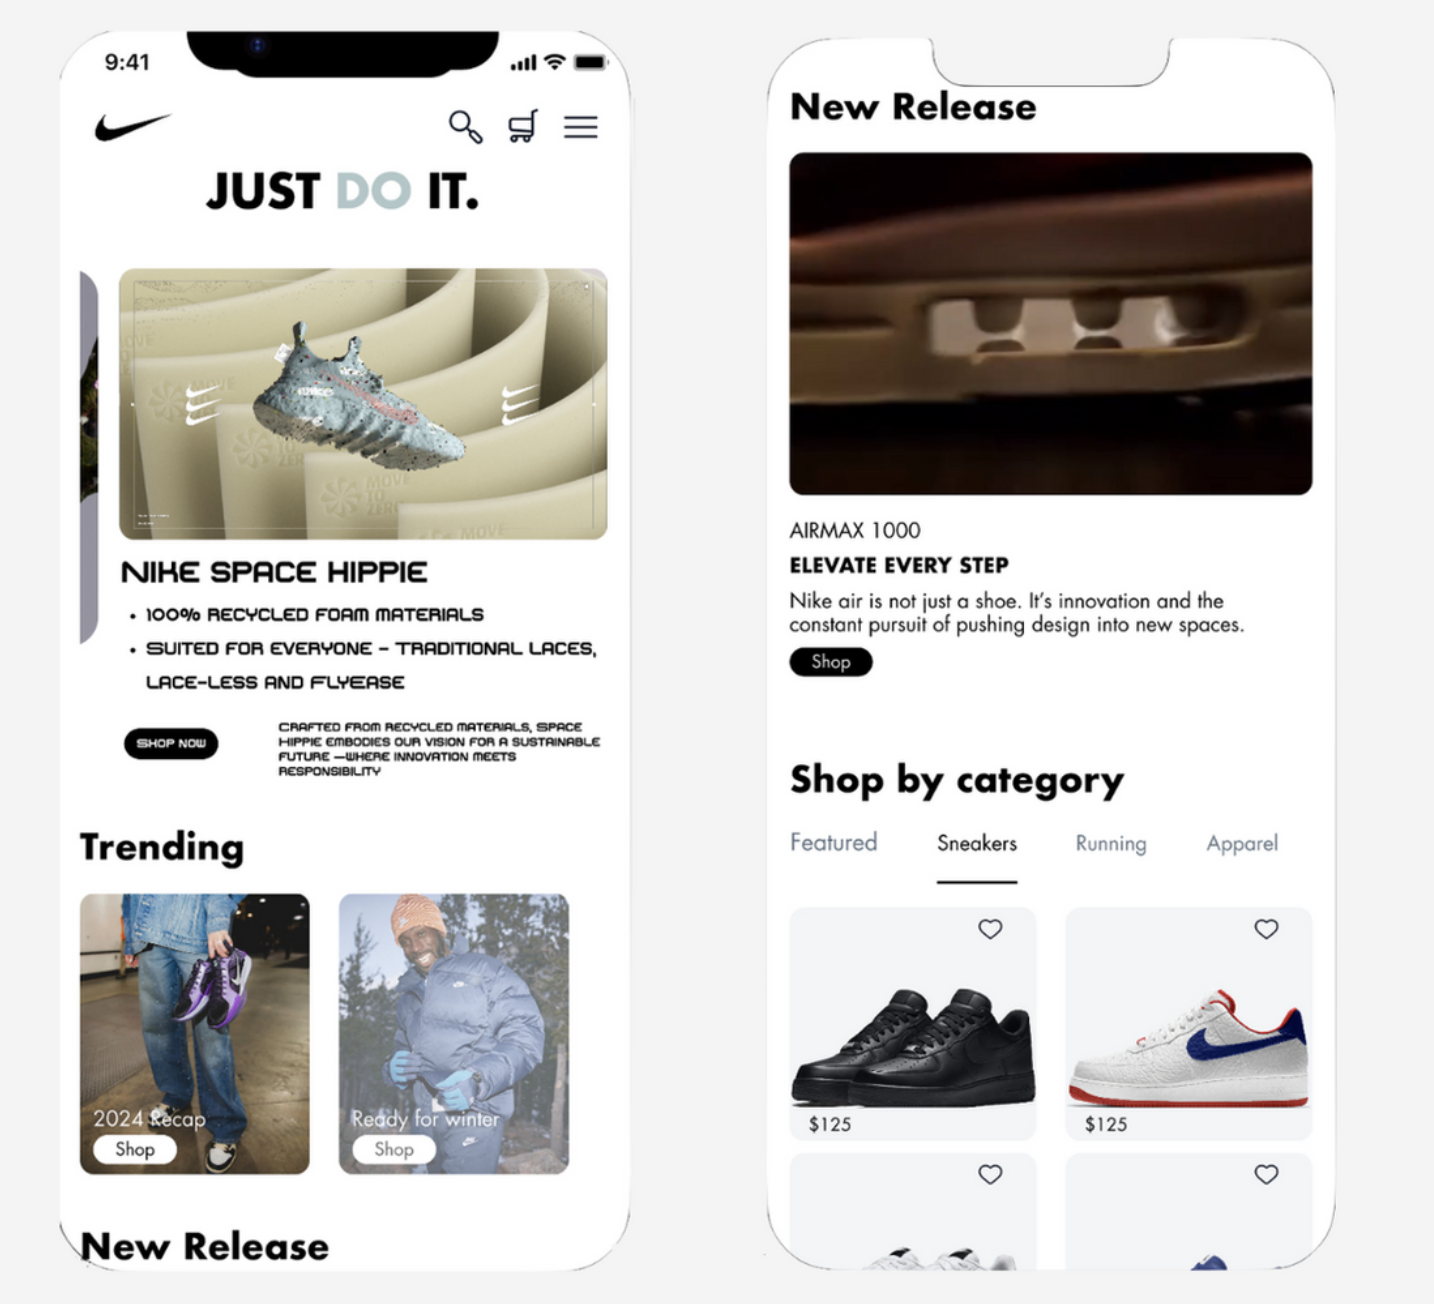 9:41
JUST DO IT.
MOVE
TO
ZERO
MOVE
NIKE SPACE HIPPIE
• 100% RECYCLED FOAM MATERIALS
• SUITED FOR EVERYONE – TRADITIONAL LACES,
LACE-LESS AND FLYEASE
SHOP NOW
CRAFTED FROM RECYCLED MATERIALS, SPACE
HIPPIE EMBODIES OUR VISION FOR A SUSTAINABLE
FUTURE —WHERE INNOVATION MEETS
RESPONSIBILITY
Trending
2024 Recap
Shop
Ready for winter
Shop
New Release
New Release
AIRMAX 1000
ELEVATE EVERY STEP
Nike air is not just a shoe. It's innovation and the
constant pursuit of pushing design into new spaces.
Shop
Shop by category
Featured Sneakers Running Apparel
$125
$125